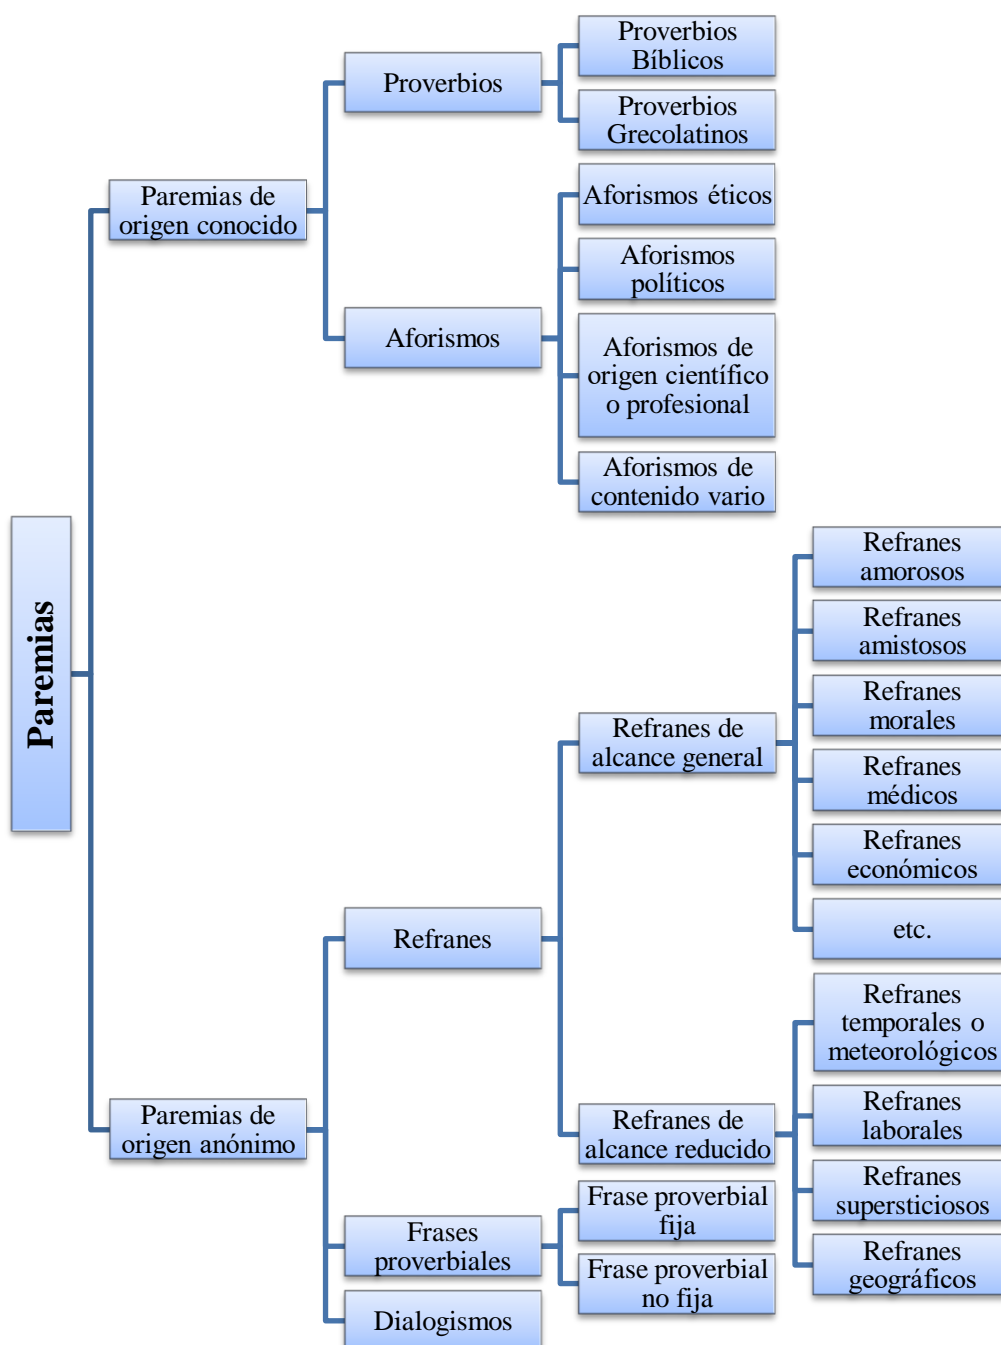 Paremias
Paremias de
origen conocido
Proverbios
Proverbios
Bíblicos
Proverbios
Grecolatinos
Aforismos
Aforismos éticos
Aforismos
políticos
Aforismos de
origen científico
o profesional
Aforismos de
contenido vario
Paremias de
origen anónimo
Refranes
Refranes de
alcance general
Refranes
amorosos
Refranes
amistosos
Refranes
morales
Refranes
médicos
Refranes
económicos
etc.
Refranes de
alcance reducido
Refranes
temporales o
meteorológicos
Refranes
laborales
Refranes
supersticiosos
Refranes
geográficos
Frases
proverbiales
Frase proverbial
fija
Frase proverbial
no fija
Dialogismos